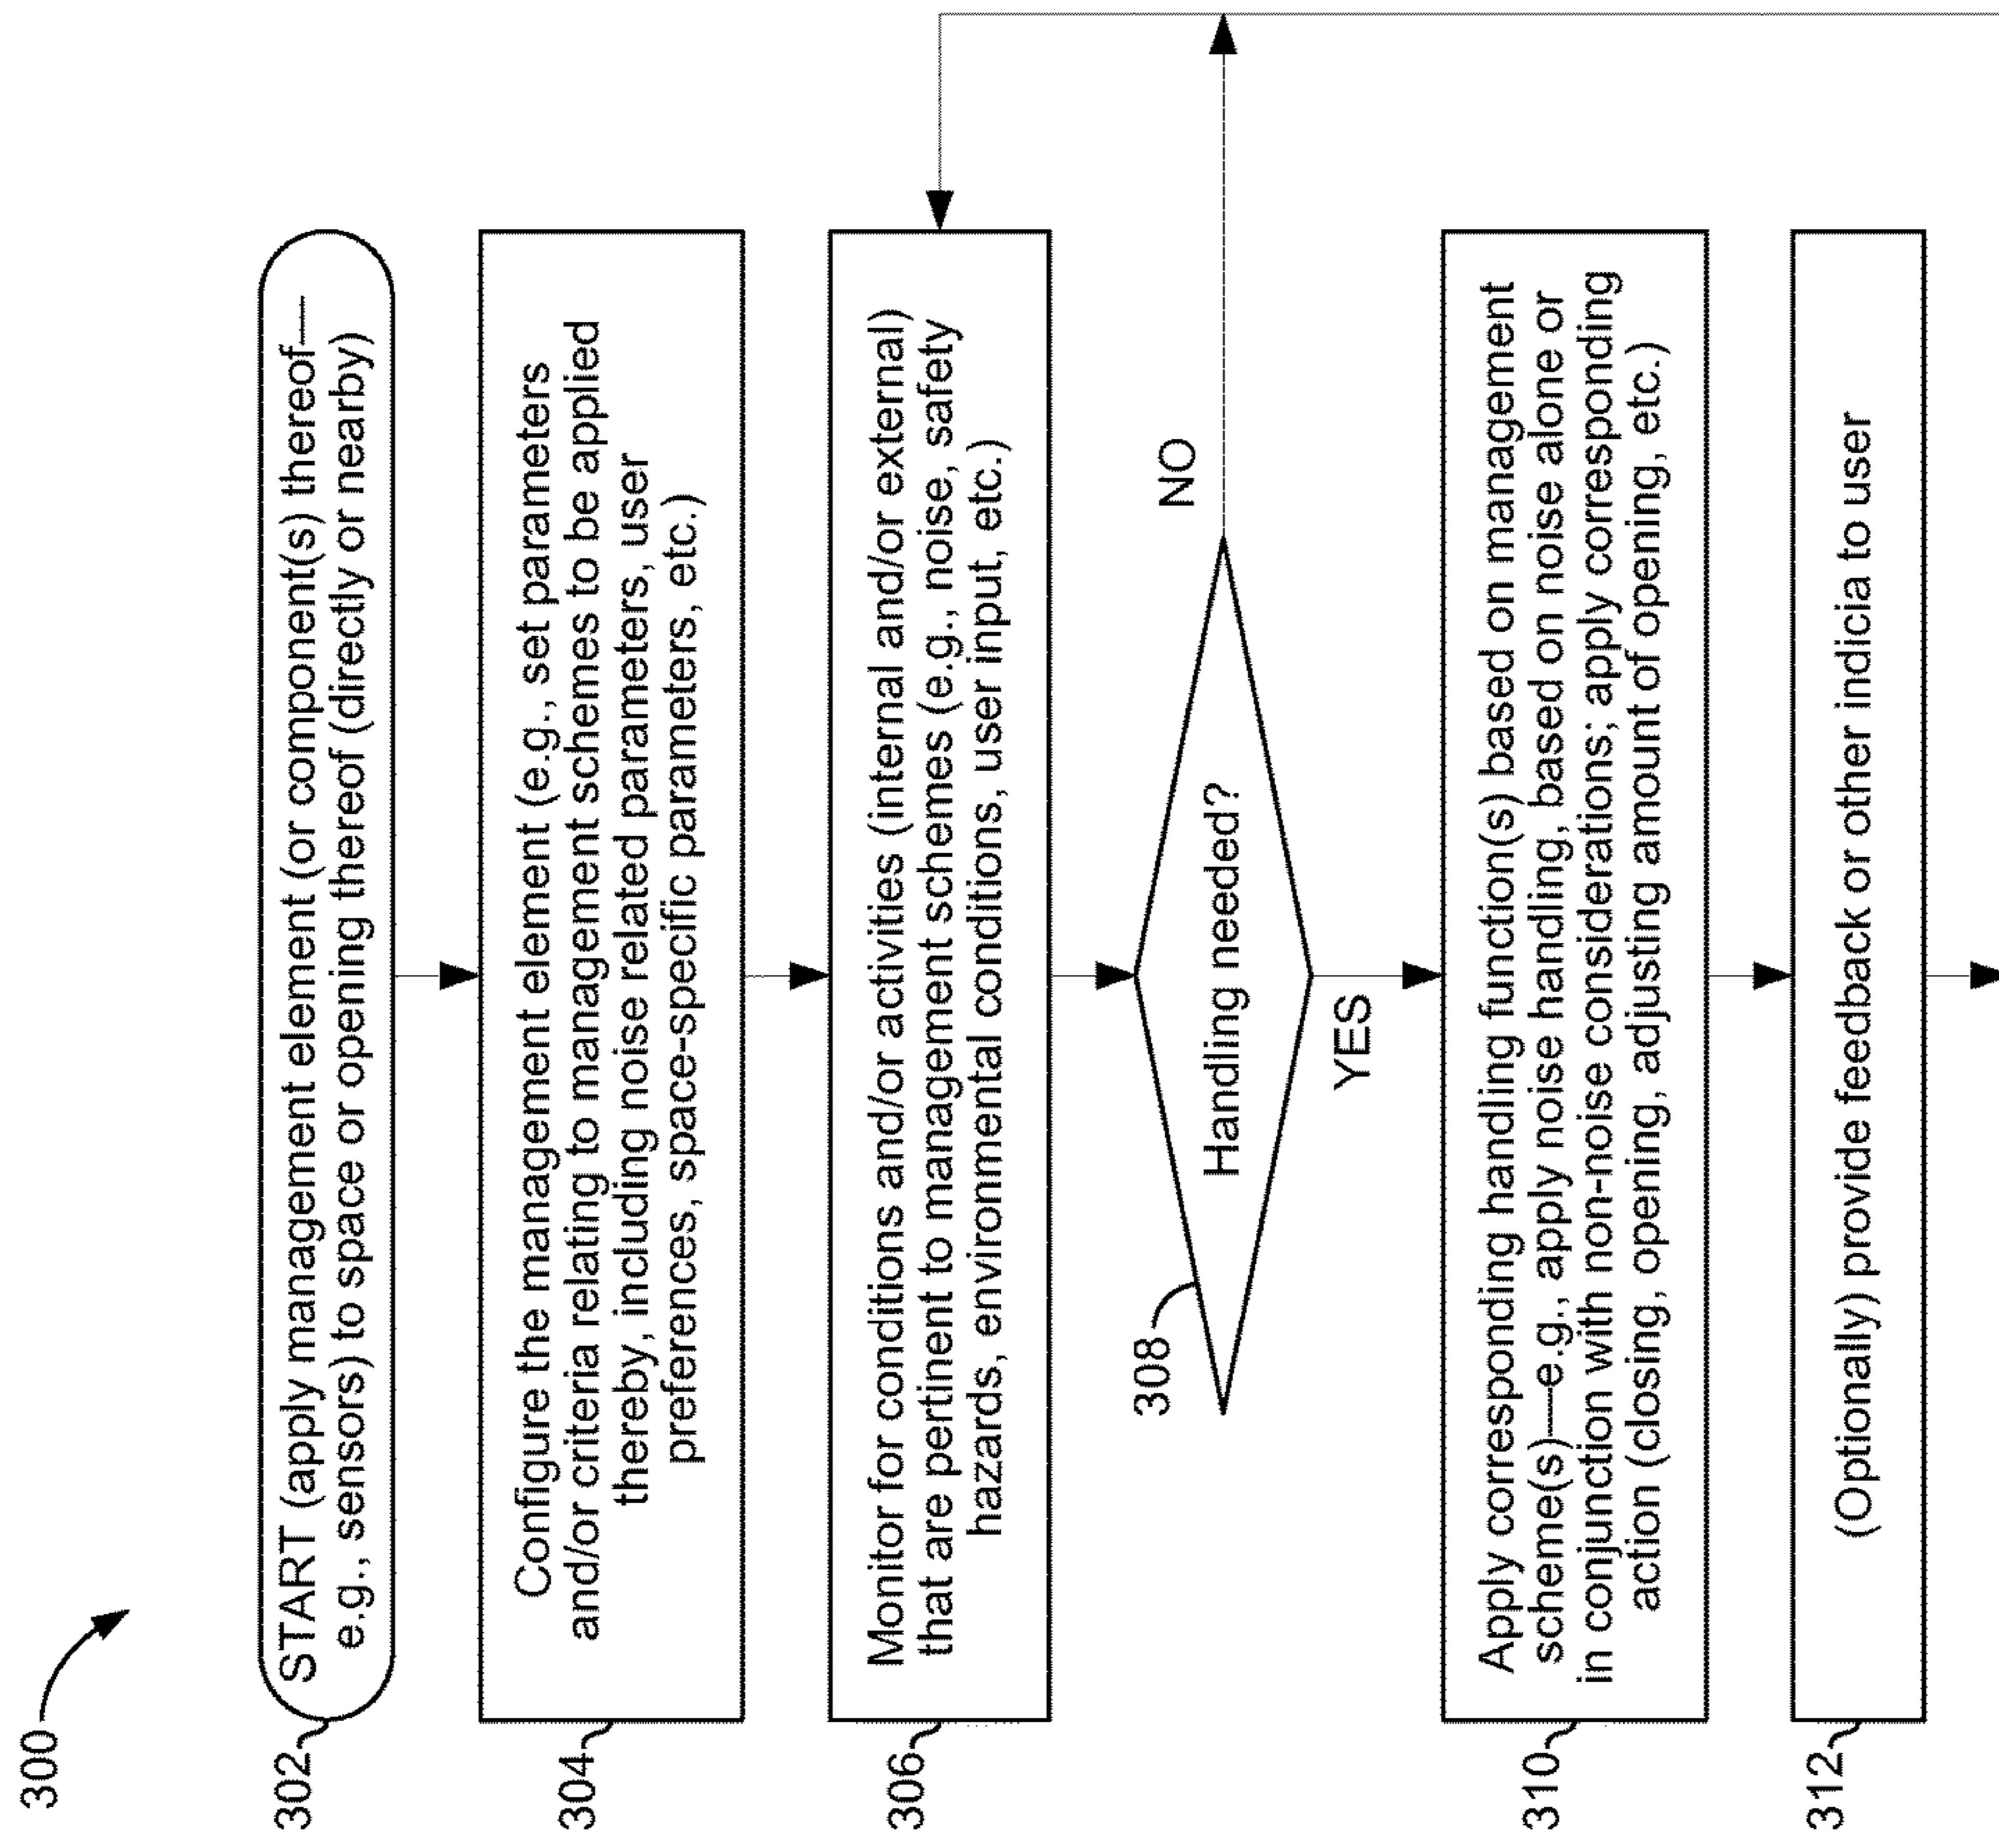 300
302
START (apply management element (or component(s) thereof—
e.g., sensors) to space or opening thereof (directly or nearby)
304
Configure the management element (e.g., set parameters
and/or criteria relating to management schemes to be applied
thereby, including noise related parameters, user
preferences, space-specific parameters, etc.)
306
Monitor for conditions and/or activities (internal and/or external)
that are pertinent to management schemes (e.g., noise, safety
hazards, environmental conditions, user input, etc.)
308
Handling needed?
NO
YES
310
Apply corresponding handling function(s) based on management
scheme(s)—e.g., apply noise handling, based on noise alone or
in conjunction with non-noise considerations; apply corresponding
action (closing, opening, adjusting amount of opening, etc.)
312
(Optionally) provide feedback or other indicia to user